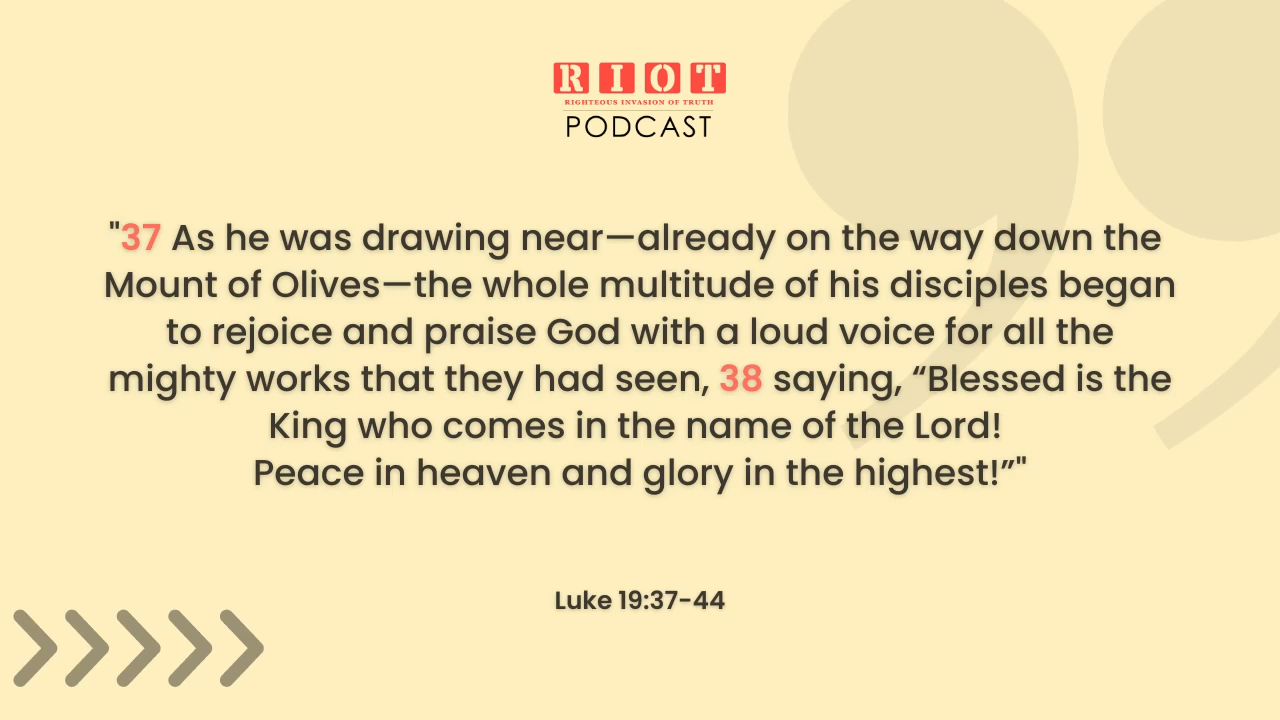 RIOT
RIGHTEOUS INVASION OF TRUTH
PODCAST
"37 As he was drawing near—already on the way down the
Mount of Olives—the whole multitude of his disciples began
to rejoice and praise God with a loud voice for all the
mighty works that they had seen, 38 saying, “Blessed is the
King who comes in the name of the Lord!
Peace in heaven and glory in the highest!”"
Luke 19:37-44